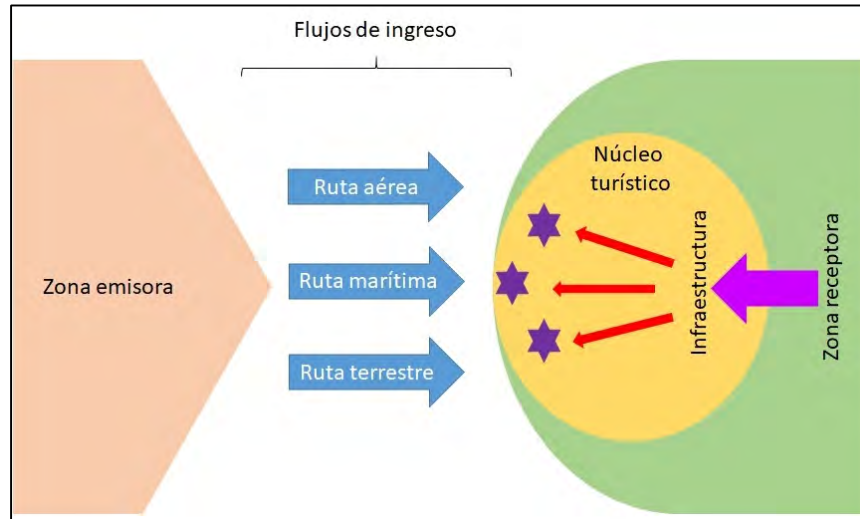 Flujos de ingreso
Zona emisora
Ruta aérea
Ruta marítima
Ruta terrestre
Núcleo
turístico
Infraestructura
Zona receptora